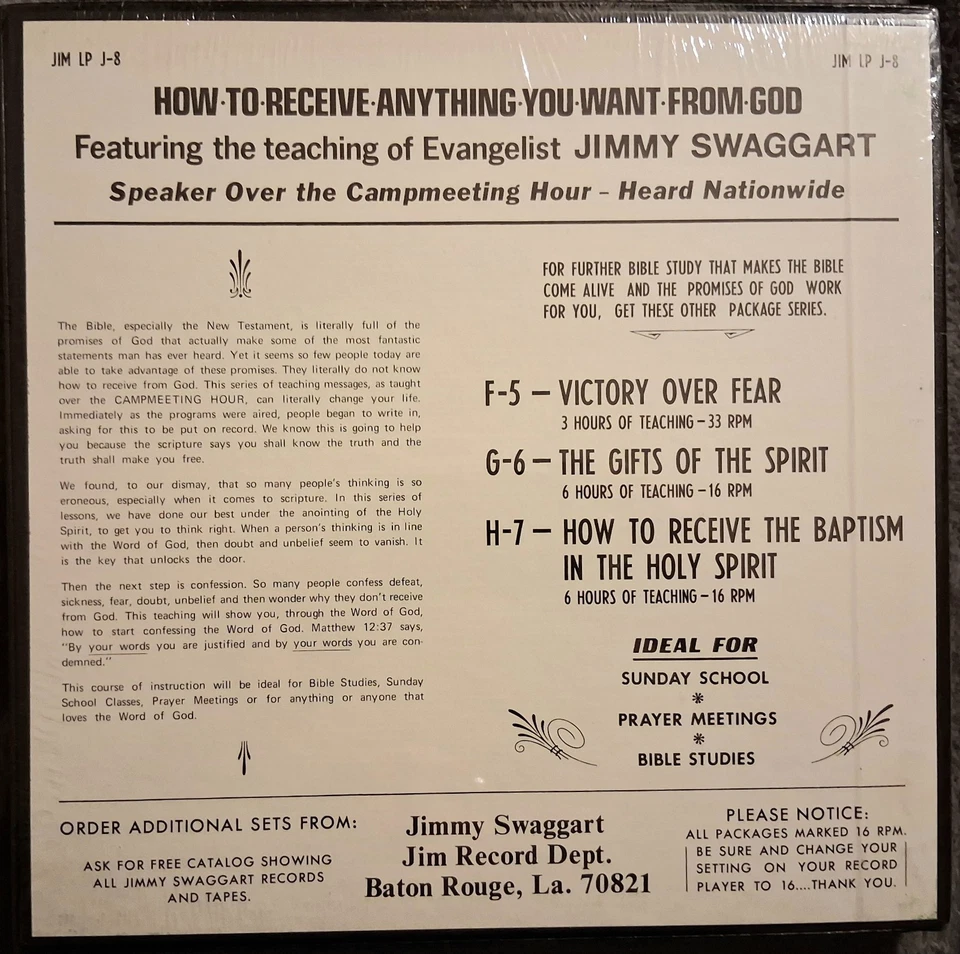 JIM LP J-8
JIM LP J-8
HOW·TO·RECEIVE·ANYTHING·YOU·WANT·FROM·GOD
Featuring the teaching of Evangelist JIMMY SWAGGART
Speaker Over the Campmeeting Hour – Heard Nationwide
The Bible, especially the New Testament, is literally full of the
promises of God that actually make some of the most fantastic
statements man has ever heard. Yet it seems so few people today are
able to take advantage of these promises. They literally do not know
how to receive from God. This series of teaching messages, as taught
over the CAMPMEETING HOUR, can literally change your life.
Immediately as the programs were aired, people began to write in,
asking for this to be put on record. We know this is going to help
you because the scripture says you shall know the truth and the
truth shall make you free.
We found, to our dismay, that so many people's thinking is so
eroneous, especially when it comes to scripture. In this series of
lessons, we have done our best under the anointing of the Holy
Spirit, to get you to think right. When a person's thinking is in line
with the Word of God, then doubt and unbelief seem to vanish. It
is the key that unlocks the door.
Then the next step is confession. So many people confess defeat,
sickness, fear, doubt, unbelief and then wonder why they don't receive
from God. This teaching will show you, through the Word of God,
how to start confessing the Word of God. Matthew 12:37 says,
"By your words you are justified and by your words you are con-
demned."
This course of instruction will be ideal for Bible Studies, Sunday
School Classes, Prayer Meetings or for anything or anyone that
loves the Word of God.
FOR FURTHER BIBLE STUDY THAT MAKES THE BIBLE
COME ALIVE AND THE PROMISES OF GOD WORK
FOR YOU, GET THESE OTHER PACKAGE SERIES.
F-5 – VICTORY OVER FEAR
3 HOURS OF TEACHING – 33 RPM
G-6 – THE GIFTS OF THE SPIRIT
6 HOURS OF TEACHING – 16 RPM
H-7 – HOW TO RECEIVE THE BAPTISM
IN THE HOLY SPIRIT
6 HOURS OF TEACHING – 16 RPM
IDEAL FOR
SUNDAY SCHOOL
*
PRAYER MEETINGS
*
BIBLE STUDIES
ORDER ADDITIONAL SETS FROM:
ASK FOR FREE CATALOG SHOWING
ALL JIMMY SWAGGART RECORDS
AND TAPES.
Jimmy Swaggart
Jim Record Dept.
Baton Rouge, La. 70821
PLEASE NOTICE:
ALL PACKAGES MARKED 16 RPM.
BE SURE AND CHANGE YOUR
SETTING ON YOUR RECORD
PLAYER TO 16....THANK YOU.